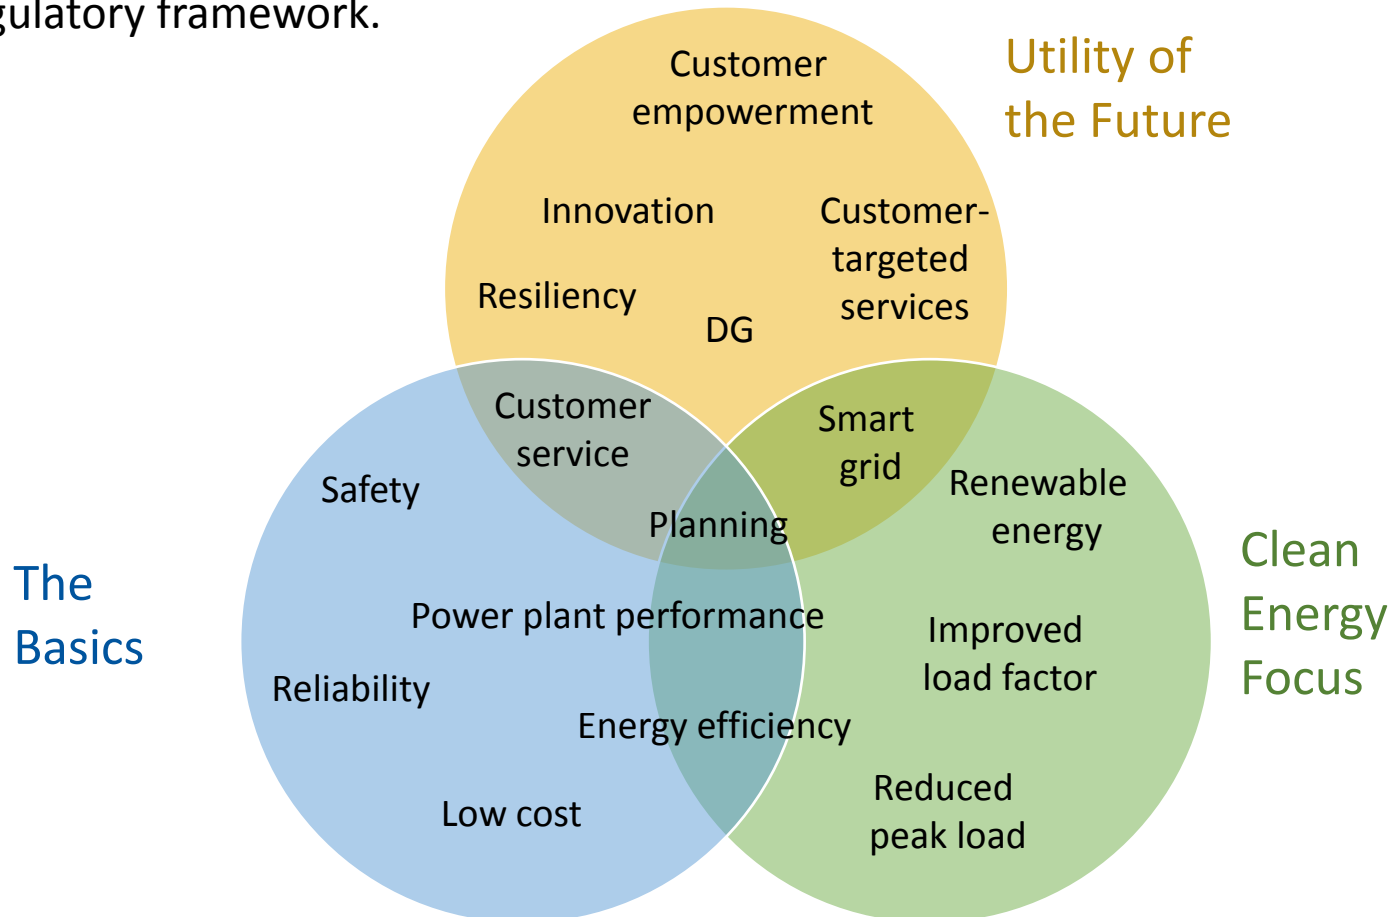 gulatory framework.
Utility of
the Future
Customer
empowerment
Innovation
Customer-
targeted
services
Resiliency
DG
Customer
service
Smart
grid
Safety
Renewable
energy
Planning
The
Basics
Clean
Energy
Focus
Power plant performance
Improved
load factor
Reliability
Energy efficiency
Low cost
Reduced
peak load